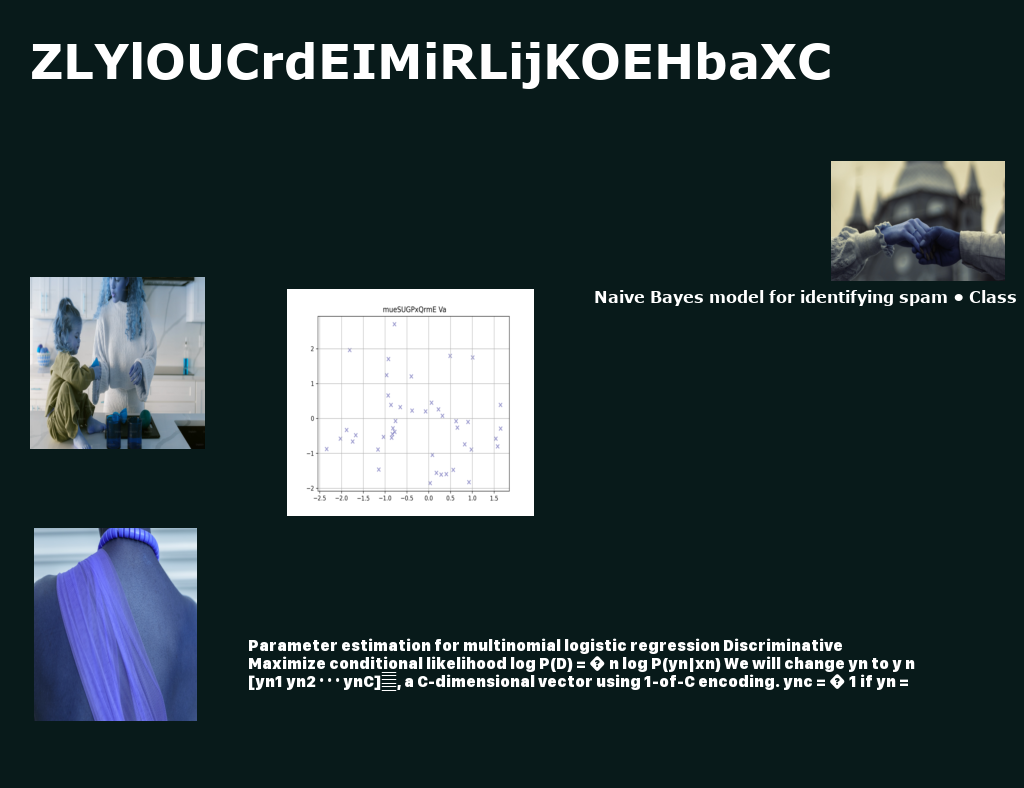 ZLYlOUCrdEIMiRLijKOEHbaXC
Naive Bayes model for identifying spam • Class
mueSUGPxQrmE Va
2
1
0
−1
−2
−2.5 −2.0 −1.5 −1.0 −0.5 0.0 0.5 1.0 1.5
Parameter estimation for multinomial logistic regression Discriminative
Maximize conditional likelihood log P(D) = � n log P(yn|xn) We will change yn to y n
[yn1 yn2 · · · ynC]▒, a C-dimensional vector using 1-of-C encoding. ync = � 1 if yn =